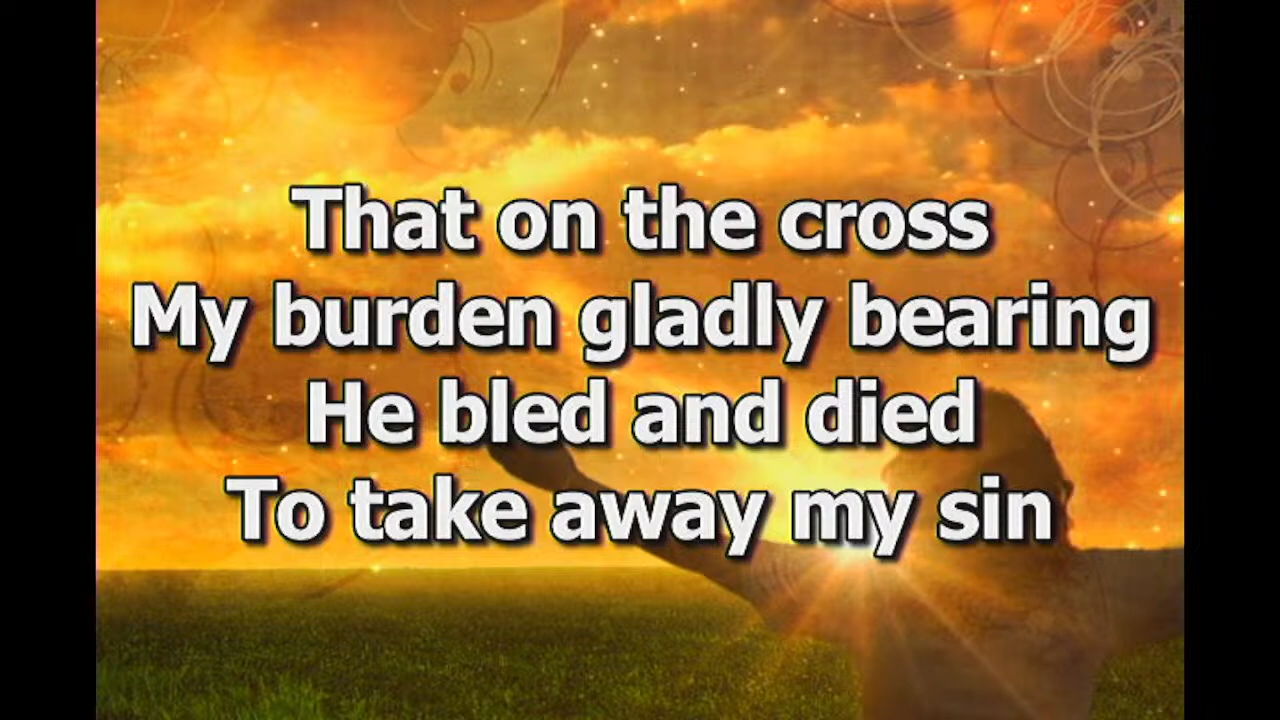 That on the cross
My burden gladly bearing
He bled and died
To take away my sin